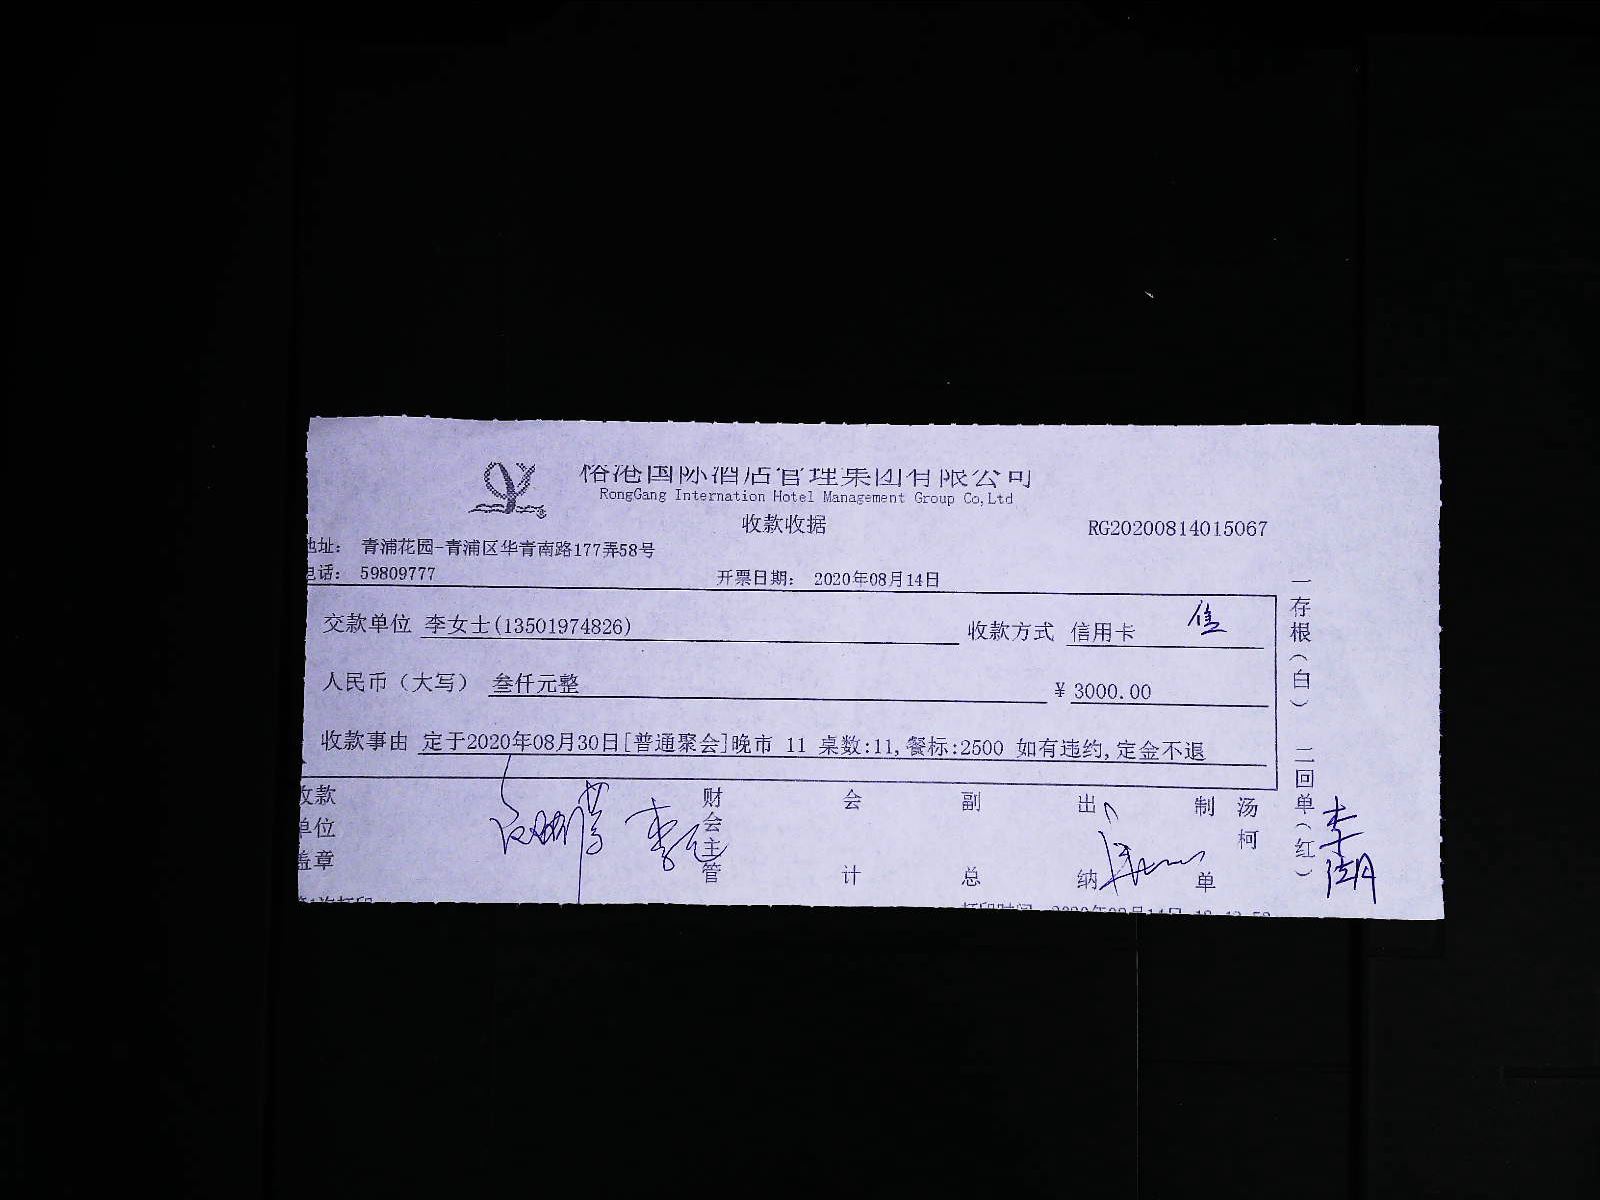 国际酒店管理集团有限公司
RongGang Internation Hotel Management Group Co,Ltd
收款收据
RG20200814015067
地址： 青浦花园-青浦区华青南路177弄58号
电话： 59809777
开票日期： 2020年08月14日
交款单位 李女士(13501974826) 收款方式 信用卡
人民币（大写） 叁仟元整 ¥ 3000.00
收款事由 定于2020年08月30日[普通聚会]晚市 11 桌数:11,餐标:2500 如有违约,定金不退
收款单位盖章
财会主管
会计
副总
出纳
制单
汤柯
一存根（白）
二回单（红）